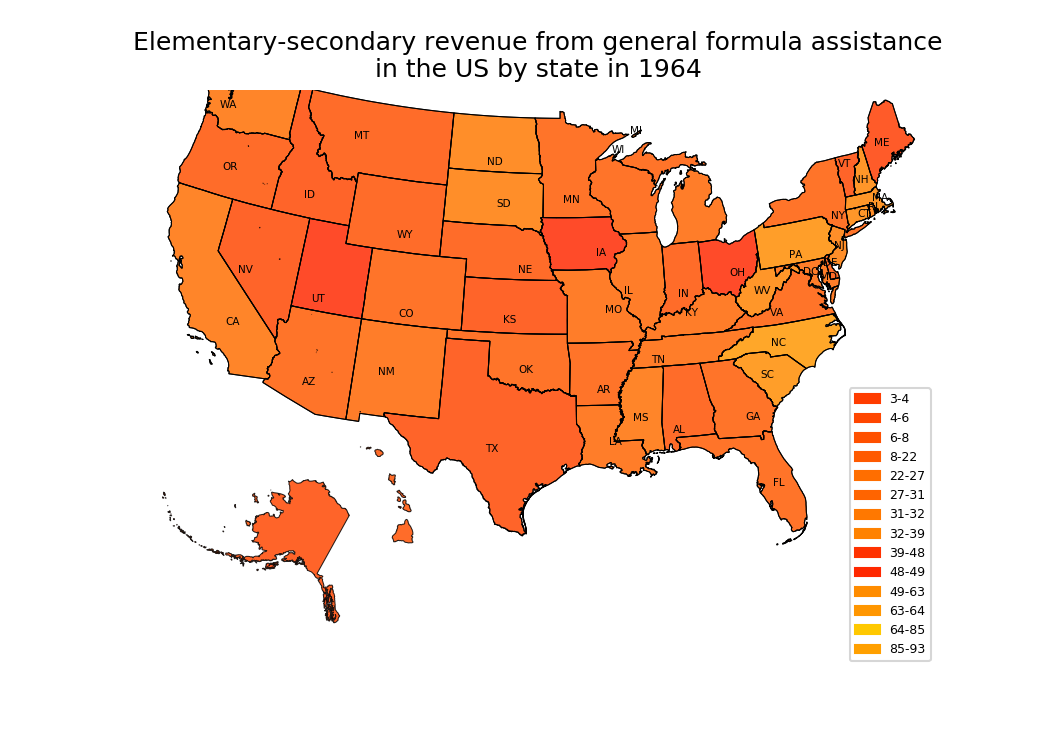 Elementary-secondary revenue from general formula assistance
in the US by state in 1964
WA
MT
ND
MN
MI
WI
ME
VT
NH
MA
RI
CT
NY
OR
ID
SD
WY
NE
IA
IL
IN
OH
PA
NJ
DE
MD
DC
WV
VA
KY
NV
UT
CO
KS
MO
CA
AZ
NM
OK
AR
TN
NC
SC
MS
AL
GA
LA
TX
FL
3-4
4-6
6-8
8-22
22-27
27-31
31-32
32-39
39-48
48-49
49-63
63-64
64-85
85-93